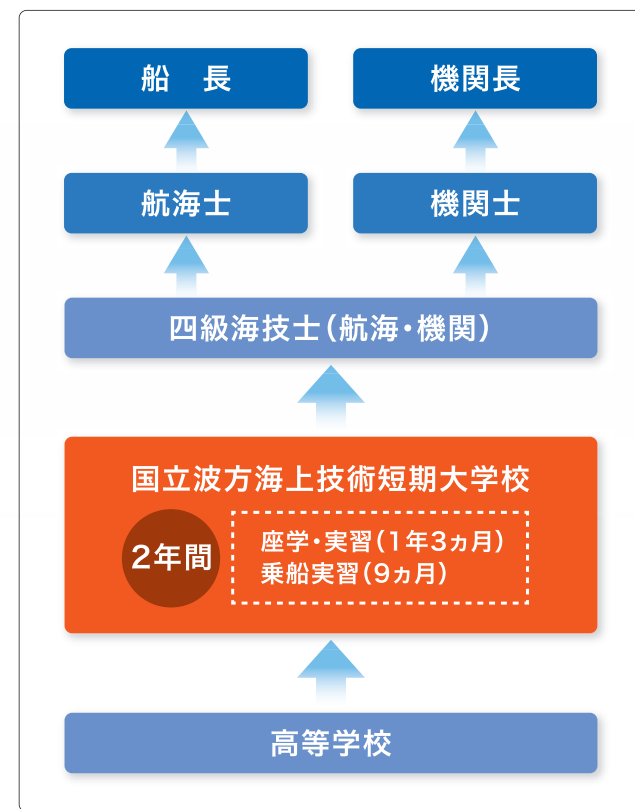 船　長
機関長
航海士
機関士
四級海技士（航海・機関）
国立波方海上技術短期大学校
2年間
座学・実習（1年3ヵ月）
乗船実習（9ヵ月）
高等学校